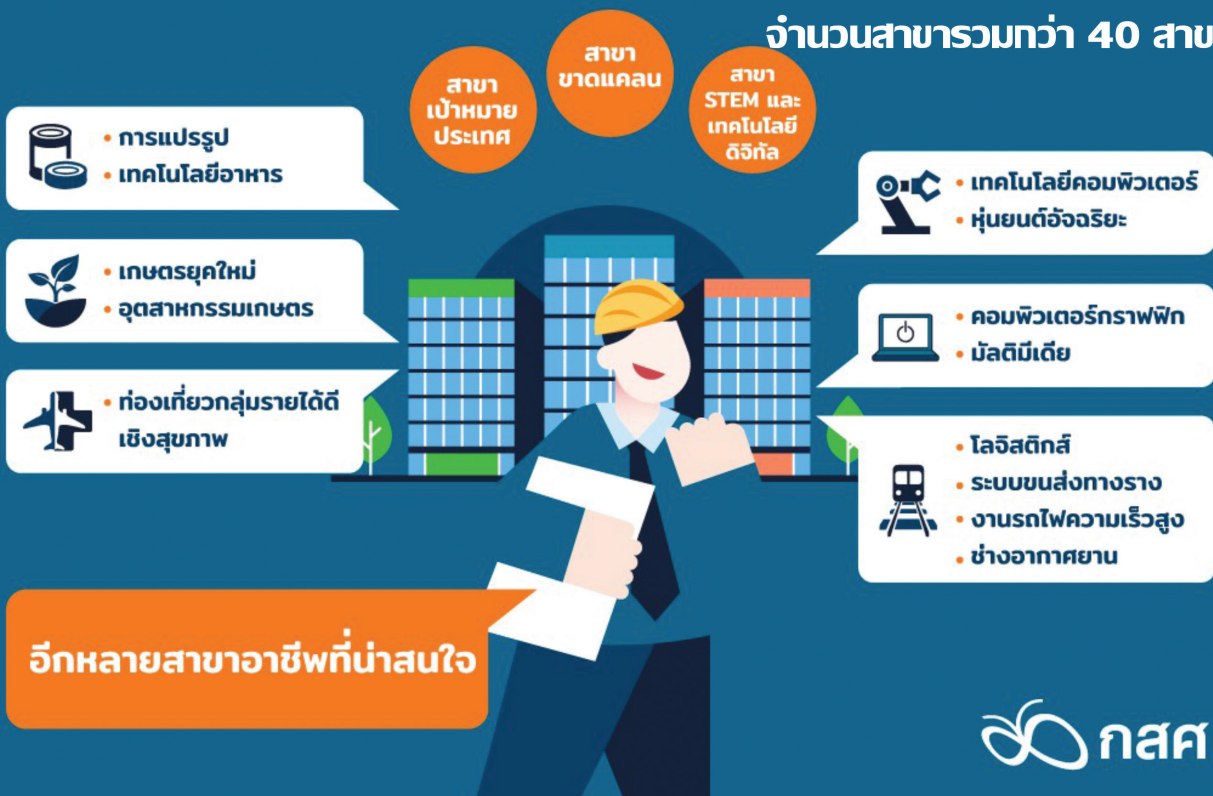 จำนวนสาขารวมกว่า 40 สาข
สาขา
เป้าหมาย
ประเทศ
สาขา
ขาดแคลน
สาขา
STEM และ
เทคโนโลยี
ดิจิทัล
• การแปรรูป
• เทคโนโลยีอาหาร
• เกษตรยุคใหม่
• อุตสาหกรรมเกษตร
• ท่องเที่ยวกลุ่มรายได้ดี
เชิงสุขภาพ
• เทคโนโลยีคอมพิวเตอร์
• หุ่นยนต์อัจฉริยะ
• คอมพิวเตอร์กราฟฟิก
• มัลติมีเดีย
• โลจิสติกส์
• ระบบขนส่งทางราง
• งานรถไฟความเร็วสูง
• ช่างอากาศยาน
อีกหลายสาขาอาชีพที่น่าสนใจ
กสศ